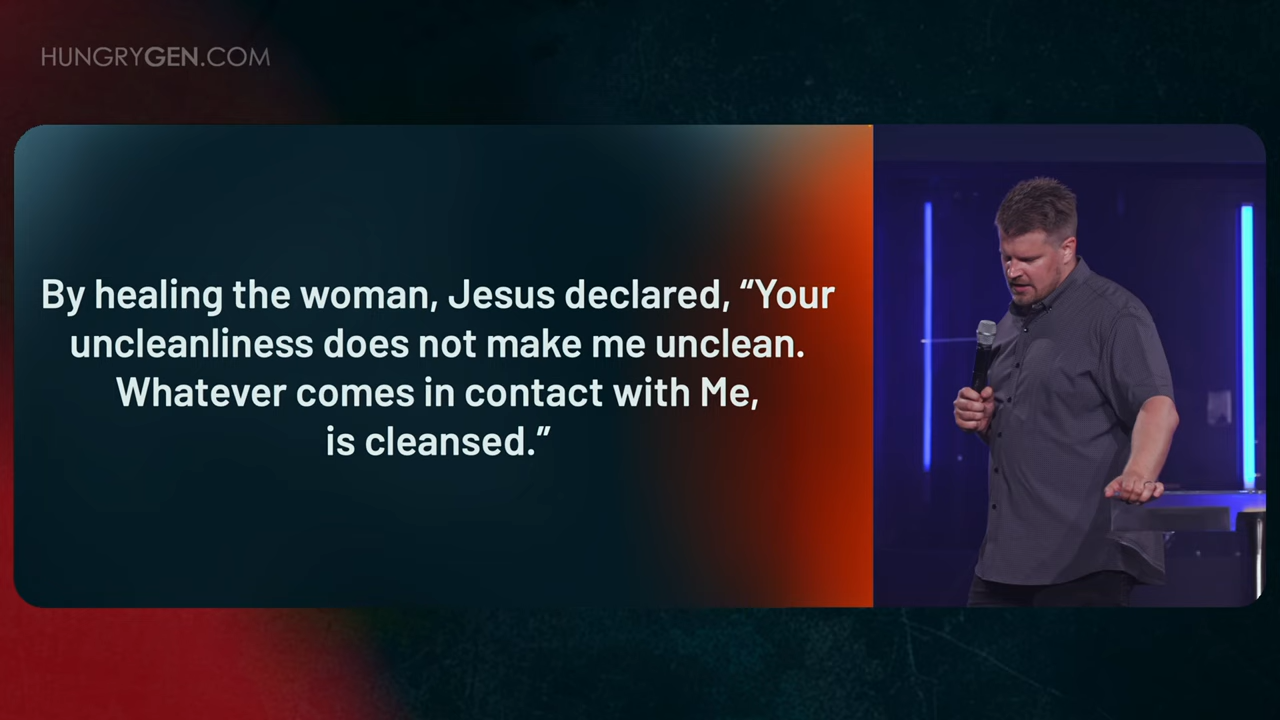 HUNGRYGEN.COM
By healing the woman, Jesus declared, “Your
uncleanliness does not make me unclean.
Whatever comes in contact with Me,
is cleansed.”